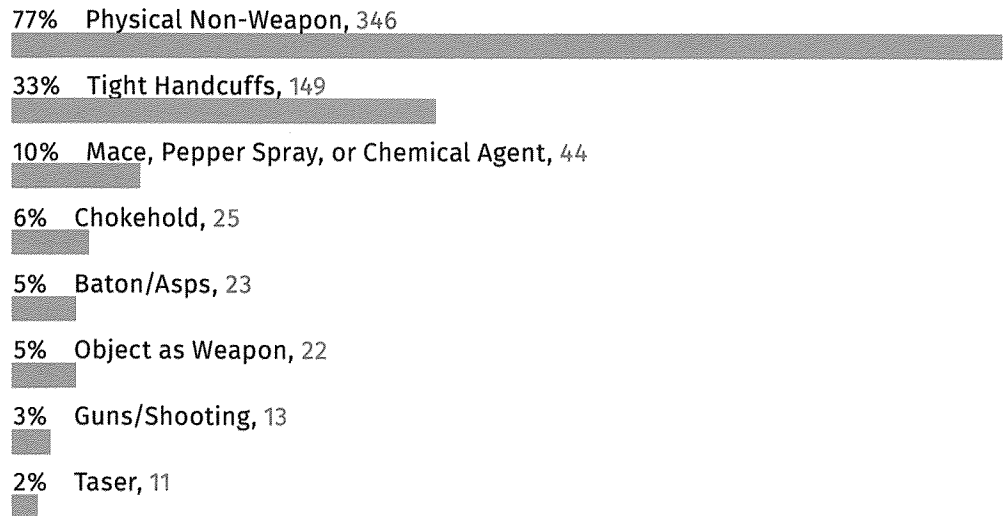 77% Physical Non-Weapon, 346
33% Tight Handcuffs, 149
10% Mace, Pepper Spray, or Chemical Agent, 44
6% Chokehold, 25
5% Baton/Asps, 23
5% Object as Weapon, 22
3% Guns/Shooting, 13
2% Taser, 11